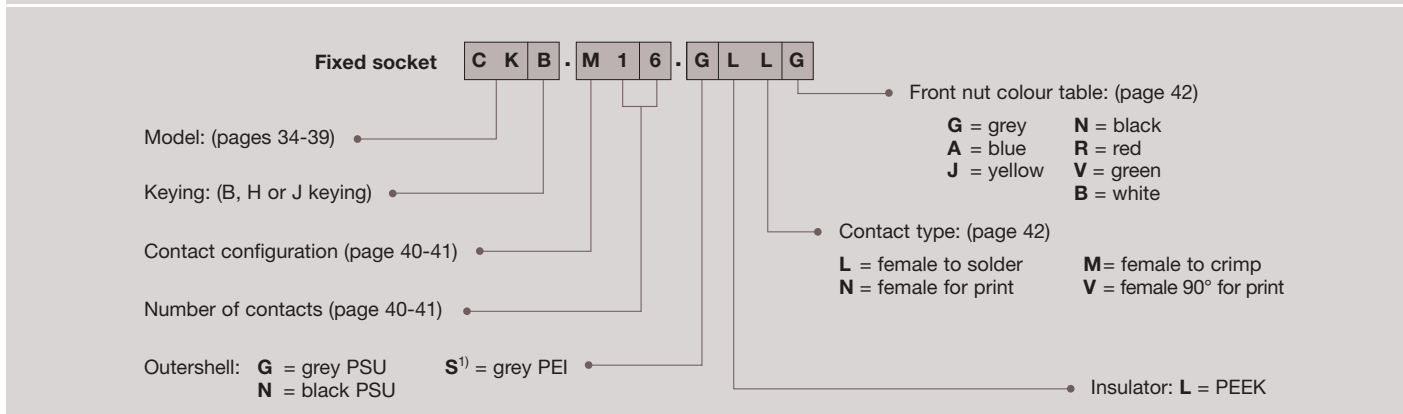 Fixed socket C K B . M 1 6 . G L L G
Front nut colour table: (page 42)
G = grey N = black
A = blue R = red
J = yellow V = green
B = white
Model: (pages 34-39)
Keying: (B, H or J keying)
Contact type: (page 42)
L = female to solder M= female to crimp
N = female for print V = female 90° for print
Contact configuration (page 40-41)
Number of contacts (page 40-41)
Outershell: G = grey PSU S1) = grey PEI
N = black PSU
Insulator: L = PEEK